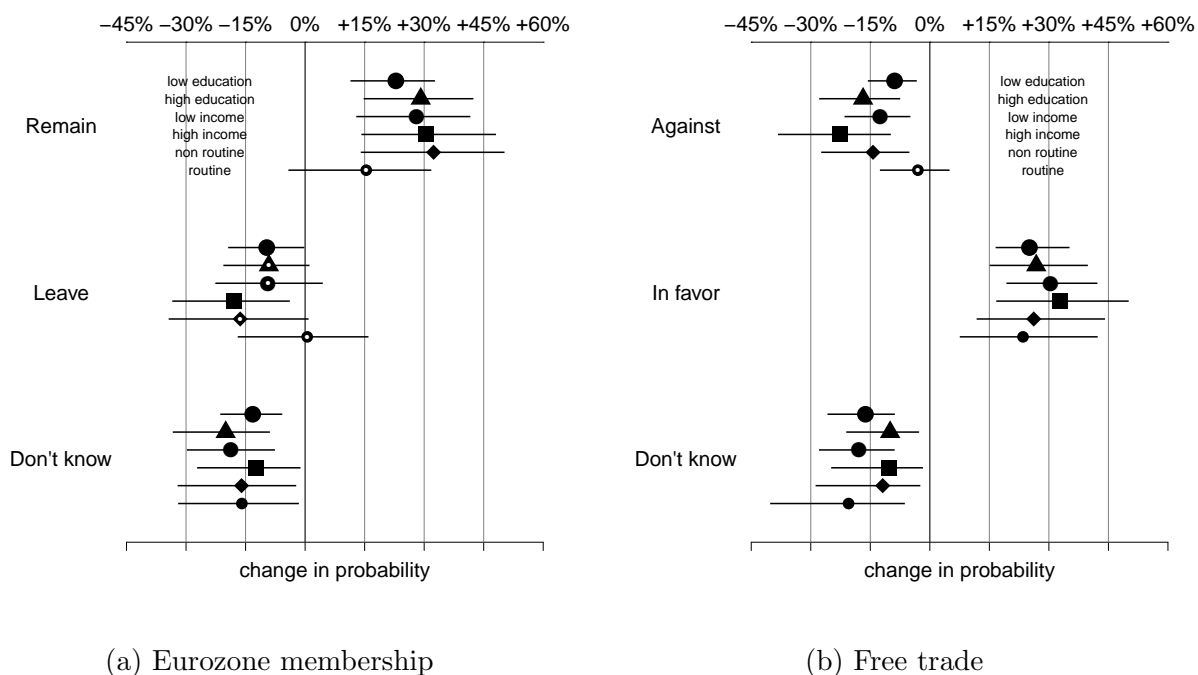 −45% −30% −15% 0% +15% +30% +45% +60%
low education
high education
low income
high income
non routine
routine
Remain
Leave
Don't know
change in probability
(a) Eurozone membership
−45% −30% −15% 0% +15% +30% +45% +60%
low education
high education
low income
high income
non routine
routine
Against
In favor
Don't know
change in probability
(b) Free trade